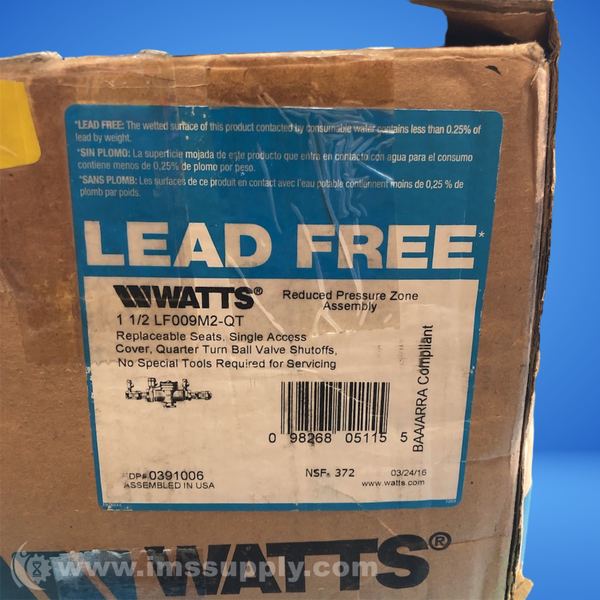 *LEAD FREE: The wetted surface of this product contacted by consumable water contains less than 0.25% of
lead by weight.
*SIN PLOMO: La superficie mojada de este producto que entra en contacto con agua para el consumo
contiene menos de 0,25% de plomo por peso.
*SANS PLOMB: Les surfaces de ce produit en contact avec l'eau potable contiennent moins de 0,25 % de
plomb par poids.
LEAD FREE*
WATTS®
Reduced Pressure Zone
Assembly
1 1/2 LF009M2-QT
Replaceable Seats, Single Access
Cover, Quarter Turn Ball Valve Shutoffs,
No Special Tools Required for Servicing
0 98268 05115 5
BAA/ARRA Compliant
EDP# 0391006
ASSEMBLED IN USA
NSF- 372
03/24/16
www.watts.com
WATTS®
www.imssupply.com